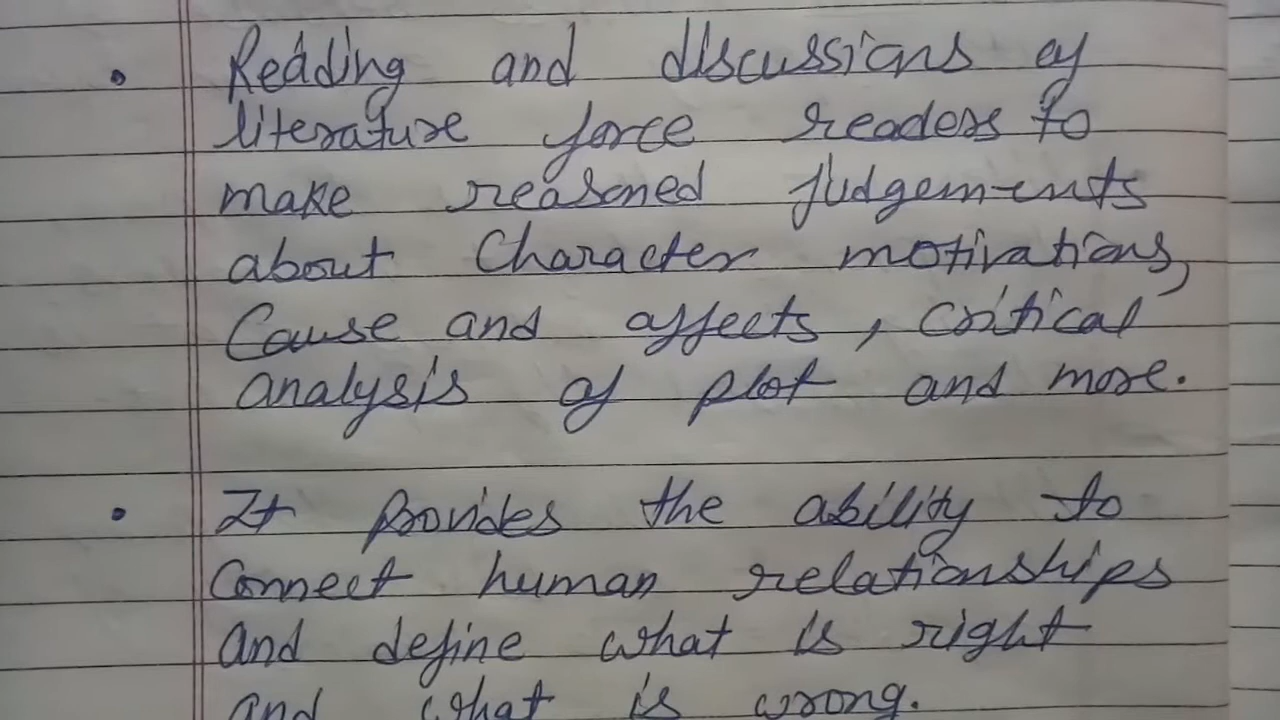 • Reading and discussions of
literature force readers to
make reasoned judgements
about Character motivations,
Cause and affects, critical
analysis of plot and more.
• It provides the ability to
connect human relationships
and define what is right
and what is wrong.